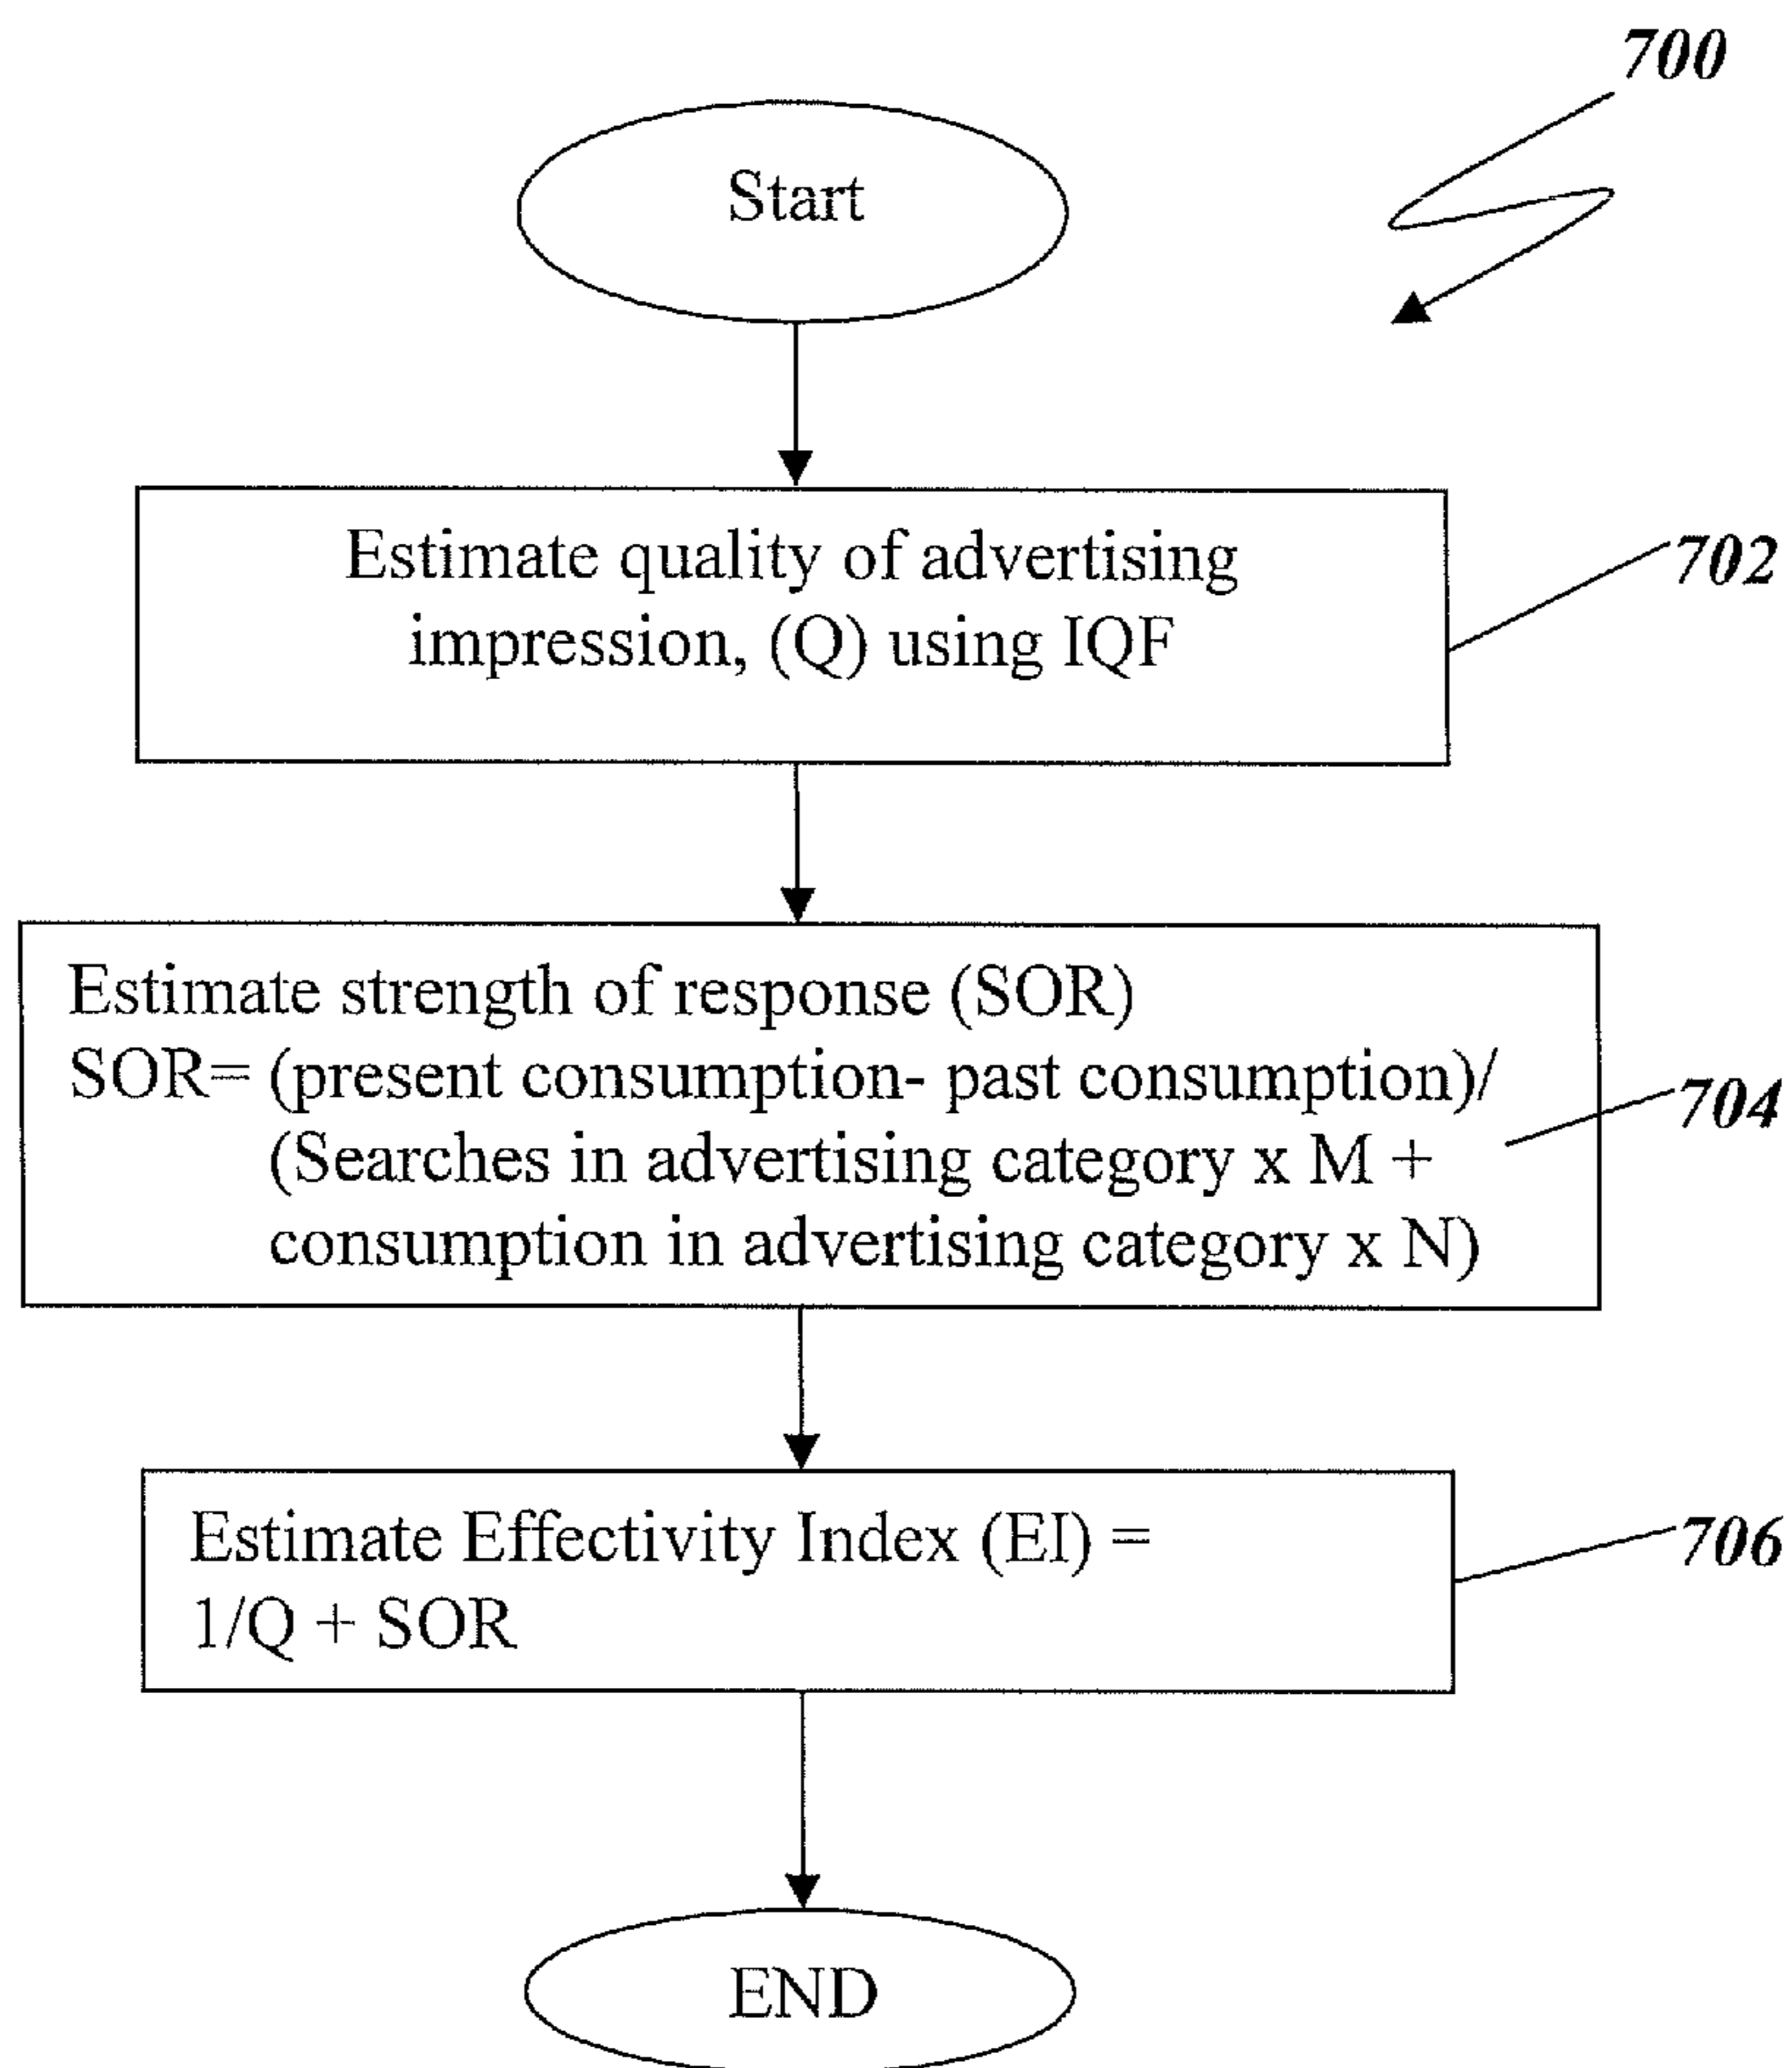 700
Start
Estimate quality of advertising
impression, (Q) using IQF
702
Estimate strength of response (SOR)
SOR= (present consumption- past consumption)/
(Searches in advertising category x M +
consumption in advertising category x N)
704
Estimate Effectivity Index (EI) =
1/Q + SOR
706
END